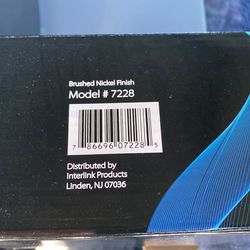 Brushed Nickel Finish
Model # 7228
7 86696 07228 5
Distributed by
Interlink Products
Linden, NJ 07036